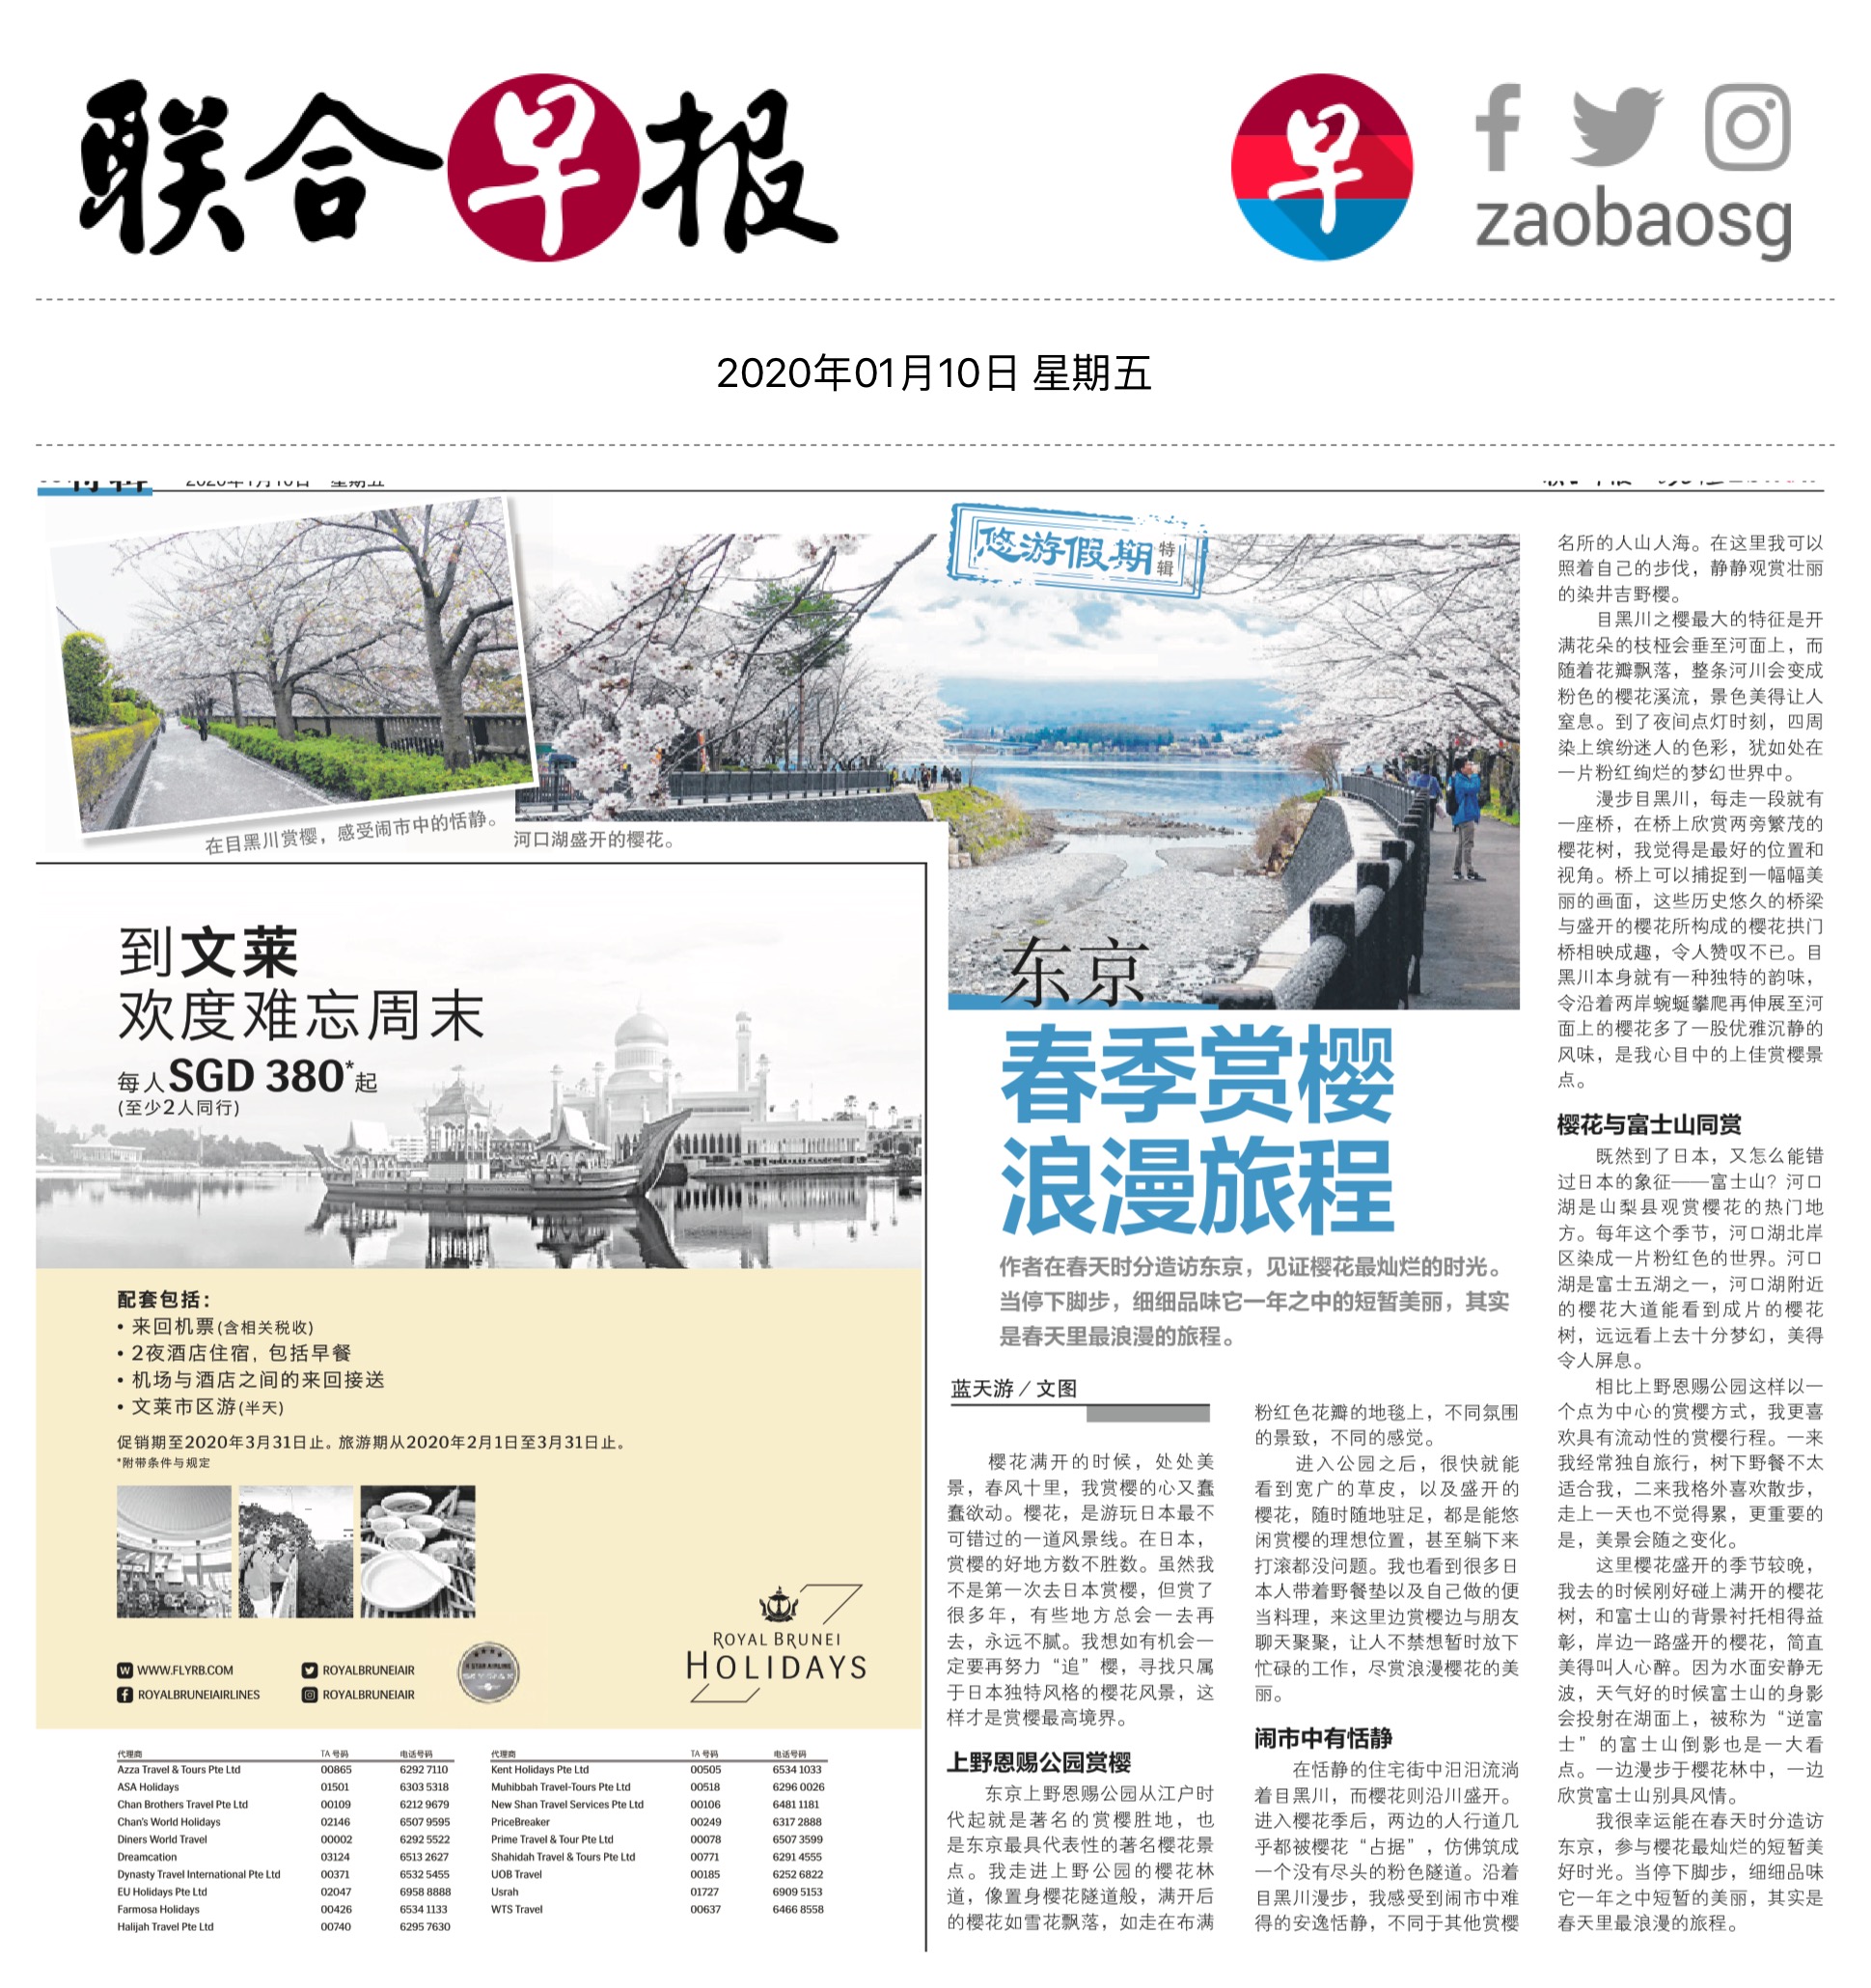 联合早报
早
zaobaosg
2020年01月10日 星期五
2020年1月10日 星期五
悠游假期
特辑
在目黑川赏樱，感受闹市中的恬静。
河口湖盛开的樱花。
到文莱
欢度难忘周末
每人SGD 380*起
(至少2人同行)
配套包括：
• 来回机票(含相关税收)
• 2夜酒店住宿，包括早餐
• 机场与酒店之间的来回接送
• 文莱市区游(半天)
促销期至2020年3月31日止。旅游期从2020年2月1日至3月31日止。
*附带条件与规定
WWW.FLYRB.COM
ROYALBRUNEIAIR
ROYALBRUNEIAIRLINES
ROYALBRUNEIAIR
4 STAR AIRLINE
SKYTRAX
ROYAL BRUNEI
HOLIDAYS
代理商 TA 号码 电话号码
Azza Travel & Tours Pte Ltd 00865 6292 7110
ASA Holidays 01501 6303 5318
Chan Brothers Travel Pte Ltd 00109 6212 9679
Chan's World Holidays 02146 6507 9595
Diners World Travel 00002 6292 5522
Dreamcation 03124 6513 2627
Dynasty Travel International Pte Ltd 00371 6532 5455
EU Holidays Pte Ltd 02047 6958 8888
Farmosa Holidays 00426 6534 1133
Halijah Travel Pte Ltd 00740 6295 7630
代理商 TA 号码 电话号码
Kent Holidays Pte Ltd 00505 6534 1033
Muhibbah Travel-Tours Pte Ltd 00518 6296 0026
New Shan Travel Services Pte Ltd 00106 6481 1181
PriceBreaker 00249 6317 2888
Prime Travel & Tour Pte Ltd 00078 6507 3599
Shahidah Travel & Tours Pte Ltd 00771 6291 4555
UOB Travel 00185 6252 6822
Usrah 01727 6909 5153
WTS Travel 00637 6466 8558
东京
春季赏樱
浪漫旅程
作者在春天时分造访东京，见证樱花最灿烂的时光。
当停下脚步，细细品味它一年之中的短暂美丽，其实
是春天里最浪漫的旅程。
蓝天游／文图
樱花满开的时候，处处美
景，春风十里，我赏樱的心又蠢
蠢欲动。樱花，是游玩日本最不
可错过的一道风景线。在日本，
赏樱的好地方数不胜数。虽然我
不是第一次去日本赏樱，但赏了
很多年，有些地方总会一去再
去，永远不腻。我想如有机会一
定要再努力“追”樱，寻找只属
于日本独特风格的樱花风景，这
样才是赏樱最高境界。
上野恩赐公园赏樱
东京上野恩赐公园从江户时
代起就是著名的赏樱胜地，也
是东京最具代表性的著名樱花景
点。我走进上野公园的樱花林
道，像置身樱花隧道般，满开后
的樱花如雪花飘落，如走在布满
粉红色花瓣的地毯上，不同氛围
的景致，不同的感觉。
进入公园之后，很快就能
看到宽广的草皮，以及盛开的
樱花，随时随地驻足，都是能悠
闲赏樱的理想位置，甚至躺下来
打滚都没问题。我也看到很多日
本人带着野餐垫以及自己做的便
当料理，来这里边赏樱边与朋友
聊天聚聚，让人不禁想暂时放下
忙碌的工作，尽赏浪漫樱花的美
丽。
闹市中有恬静
在恬静的住宅街中汨汨流淌
着目黑川，而樱花则沿川盛开。
进入樱花季后，两边的人行道几
乎都被樱花“占据”，仿佛筑成
一个没有尽头的粉色隧道。沿着
目黑川漫步，我感受到闹市中难
得的安逸恬静，不同于其他赏樱
名所的人山人海。在这里我可以
照着自己的步伐，静静观赏壮丽
的染井吉野樱。
目黑川之樱最大的特征是开
满花朵的枝桠会垂至河面上，而
随着花瓣飘落，整条河川会变成
粉色的樱花溪流，景色美得让人
窒息。到了夜间点灯时刻，四周
染上缤纷迷人的色彩，犹如处在
一片粉红绚烂的梦幻世界中。
漫步目黑川，每走一段就有
一座桥，在桥上欣赏两旁繁茂的
樱花树，我觉得是最好的位置和
视角。桥上可以捕捉到一幅幅美
丽的画面，这些历史悠久的桥梁
与盛开的樱花所构成的樱花拱门
桥相映成趣，令人赞叹不已。目
黑川本身就有一种独特的韵味，
令沿着两岸蜿蜒攀爬再伸展至河
面上的樱花多了一股优雅沉静的
风味，是我心目中的上佳赏樱景
点。
樱花与富士山同赏
既然到了日本，又怎么能错
过日本的象征——富士山？河口
湖是山梨县观赏樱花的热门地
方。每年这个季节，河口湖北岸
区染成一片粉红色的世界。河口
湖是富士五湖之一，河口湖附近
的樱花大道能看到成片的樱花
树，远远看上去十分梦幻，美得
令人屏息。
相比上野恩赐公园这样以一
个点为中心的赏樱方式，我更喜
欢具有流动性的赏樱行程。一来
我经常独自旅行，树下野餐不太
适合我，二来我格外喜欢散步，
走上一天也不觉得累，更重要的
是，美景会随之变化。
这里樱花盛开的季节较晚，
我去的时候刚好碰上满开的樱花
树，和富士山的背景衬托相得益
彰，岸边一路盛开的樱花，简直
美得叫人心醉。因为水面安静无
波，天气好的时候富士山的身影
会投射在湖面上，被称为“逆富
士”的富士山倒影也是一大看
点。一边漫步于樱花林中，一边
欣赏富士山别具风情。
我很幸运能在春天时分造访
东京，参与樱花最灿烂的短暂美
好时光。当停下脚步，细细品味
它一年之中短暂的美丽，其实是
春天里最浪漫的旅程。